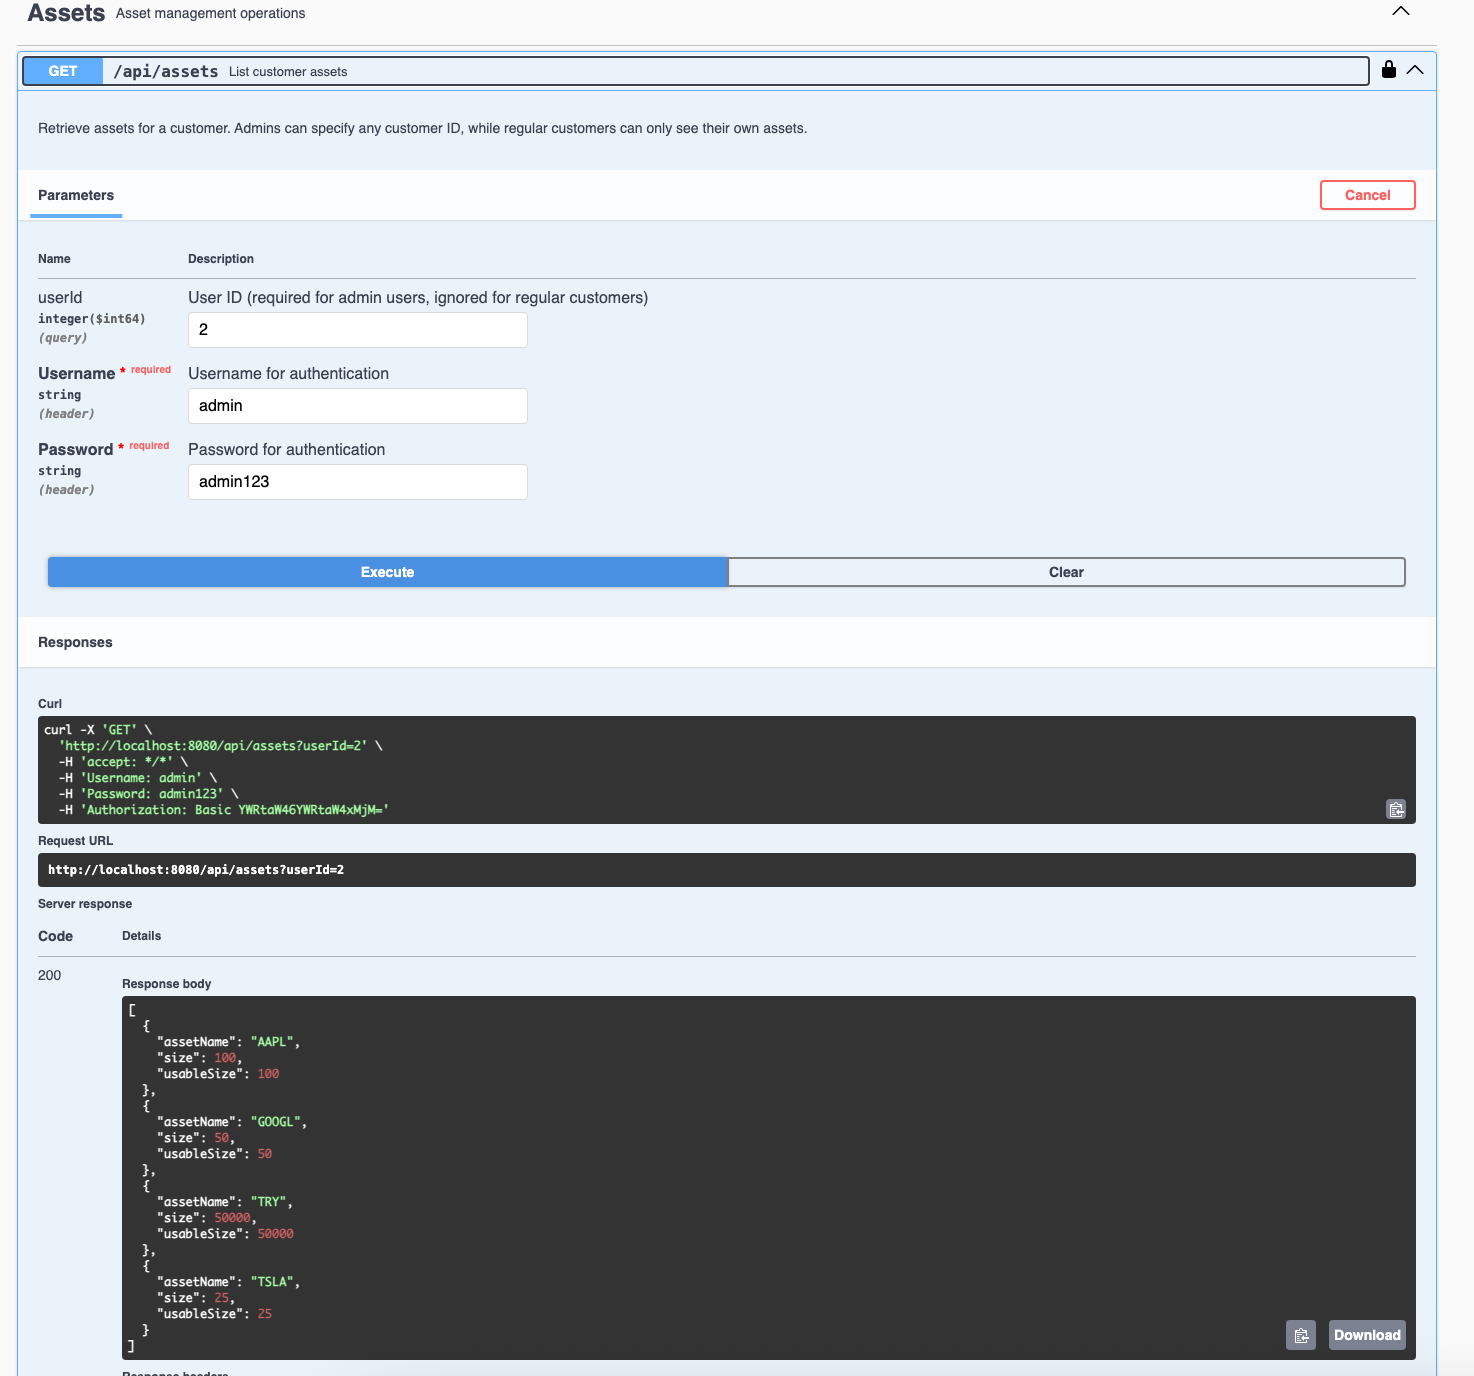 Assets Asset management operations
GET /api/assets List customer assets
Retrieve assets for a customer. Admins can specify any customer ID, while regular customers can only see their own assets.
Parameters
Cancel
Name Description
userId User ID (required for admin users, ignored for regular customers)
integer($int64)
(query)
2
Username * required Username for authentication
string
(header)
admin
Password * required Password for authentication
string
(header)
admin123
Execute Clear
Responses
Curl
curl -X 'GET' \
'http://localhost:8080/api/assets?userId=2' \
-H 'accept: */*' \
-H 'Username: admin' \
-H 'Password: admin123' \
-H 'Authorization: Basic YWRtaW46YWRtaW4xMjM='
Request URL
http://localhost:8080/api/assets?userId=2
Server response
Code Details
200
Response body
[
{
"assetName": "AAPL",
"size": 100,
"usableSize": 100
},
{
"assetName": "GOOGL",
"size": 50,
"usableSize": 50
},
{
"assetName": "TRY",
"size": 50000,
"usableSize": 50000
},
{
"assetName": "TSLA",
"size": 25,
"usableSize": 25
}
]
Download
Response headers